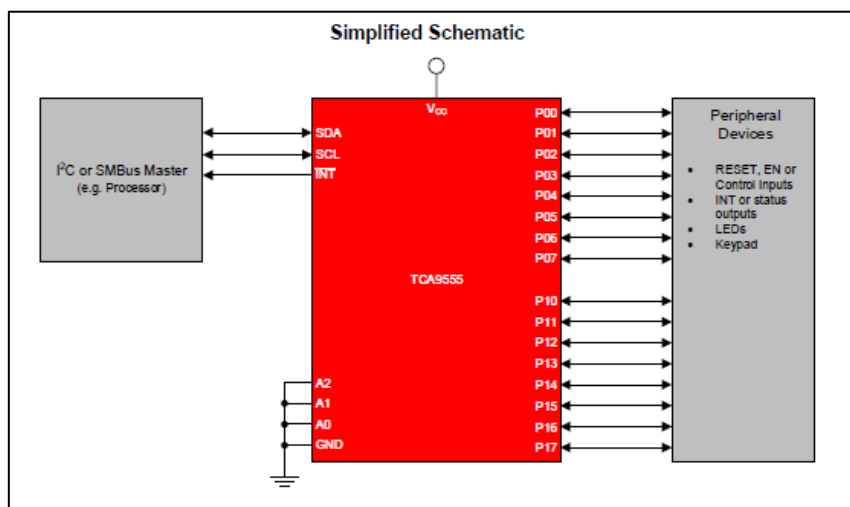 Simplified Schematic
I²C or SMBus Master
(e.g. Processor)
VCC
SDA
SCL
INT
TCA9555
A2
A1
A0
GND
P00
P01
P02
P03
P04
P05
P06
P07
P10
P11
P12
P13
P14
P15
P16
P17
Peripheral
Devices
• RESET, EN or
Control Inputs
• INT or status
outputs
• LEDs
• Keypad